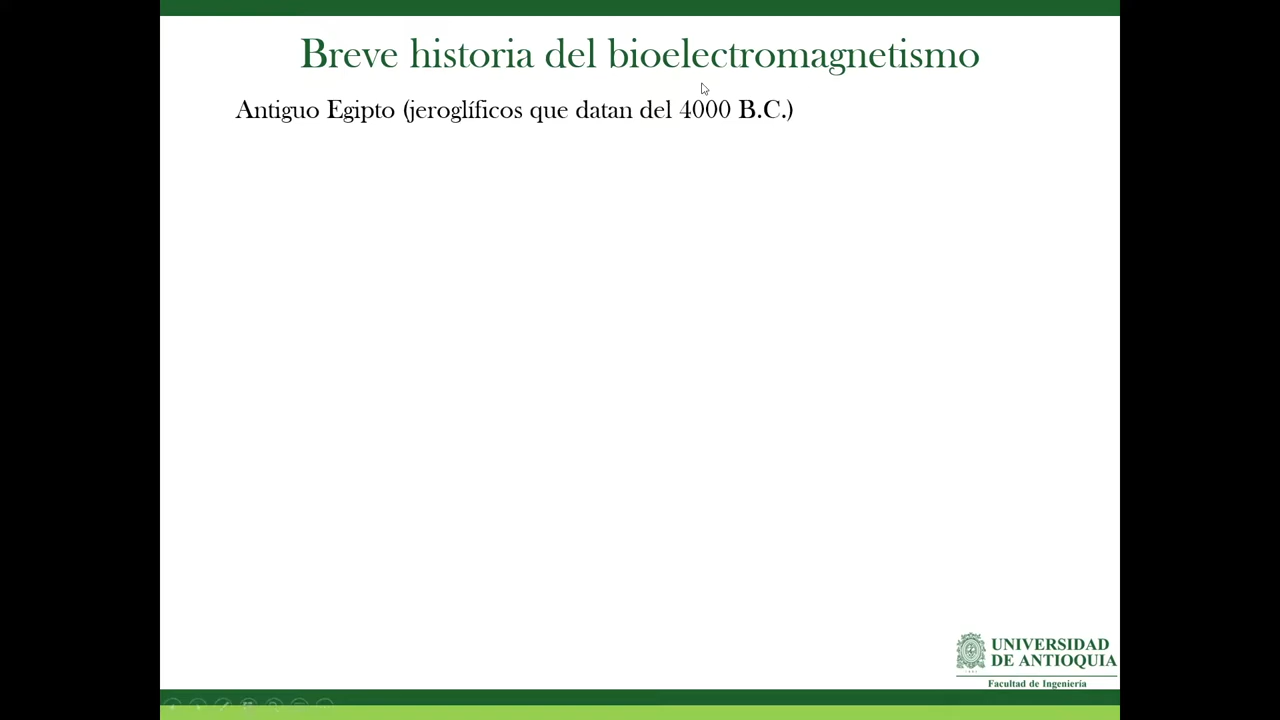 Breve historia del bioelectromagnetismo
Antiguo Egipto (jeroglíficos que datan del 4000 B.C.)
UNIVERSIDAD
DE ANTIOQUIA
Facultad de Ingeniería